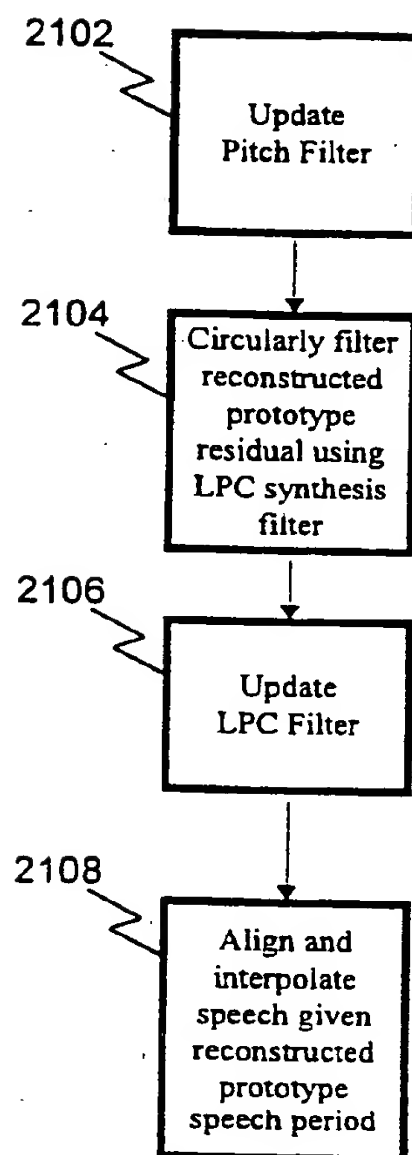 2102
Update
Pitch Filter
2104
Circularly filter
reconstructed
prototype
residual using
LPC synthesis
filter
2106
Update
LPC Filter
2108
Align and
interpolate
speech given
reconstructed
prototype
speech period